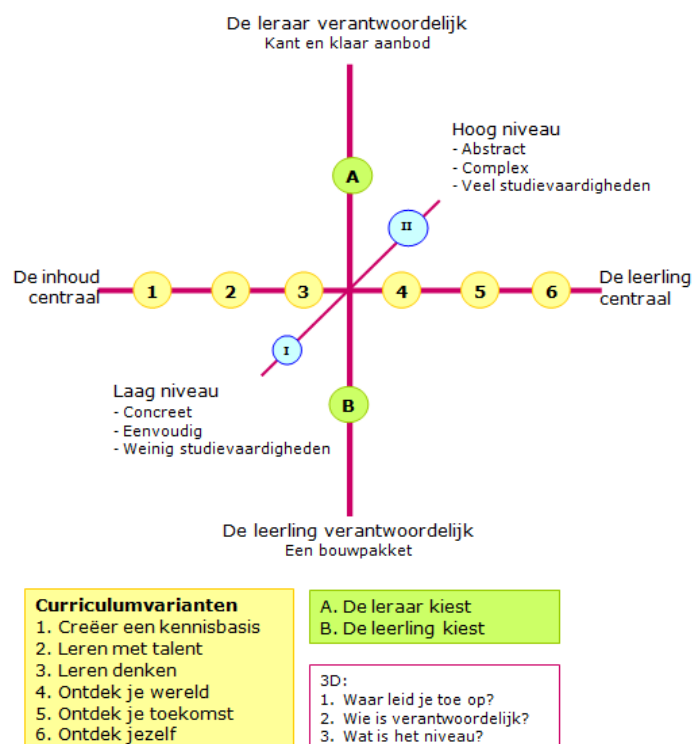 De leraar verantwoordelijk
Kant en klaar aanbod
Hoog niveau
- Abstract
- Complex
- Veel studievaardigheden
A
II
De inhoud
centraal
1
2
3
4
5
6
De leerling
centraal
I
B
Laag niveau
- Concreet
- Eenvoudig
- Weinig studievaardigheden
De leerling verantwoordelijk
Een bouwpakket
Curriculumvarianten
1. Creëer een kennisbasis
2. Leren met talent
3. Leren denken
4. Ontdek je wereld
5. Ontdek je toekomst
6. Ontdek jezelf
A. De leraar kiest
B. De leerling kiest
3D:
1. Waar leid je toe op?
2. Wie is verantwoordelijk?
3. Wat is het niveau?